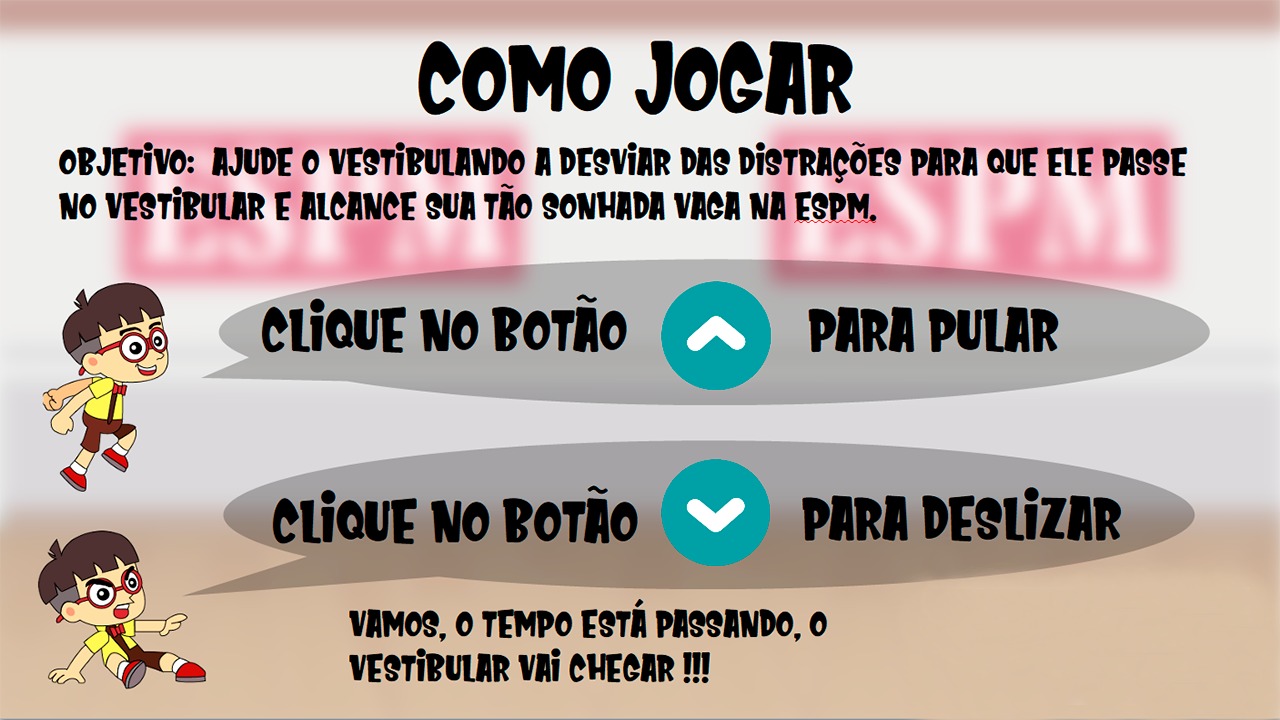 COMO JOGAR
OBJETIVO: AJUDE O VESTIBULANDO A DESVIAR DAS DISTRAÇÕES PARA QUE ELE PASSE
NO VESTIBULAR E ALCANCE SUA TÃO SONHADA VAGA NA ESPM.
ESPM ESPM
CLIQUE NO BOTÃO PARA PULAR
CLIQUE NO BOTÃO PARA DESLIZAR
VAMOS, O TEMPO ESTÁ PASSANDO, O
VESTIBULAR VAI CHEGAR !!!